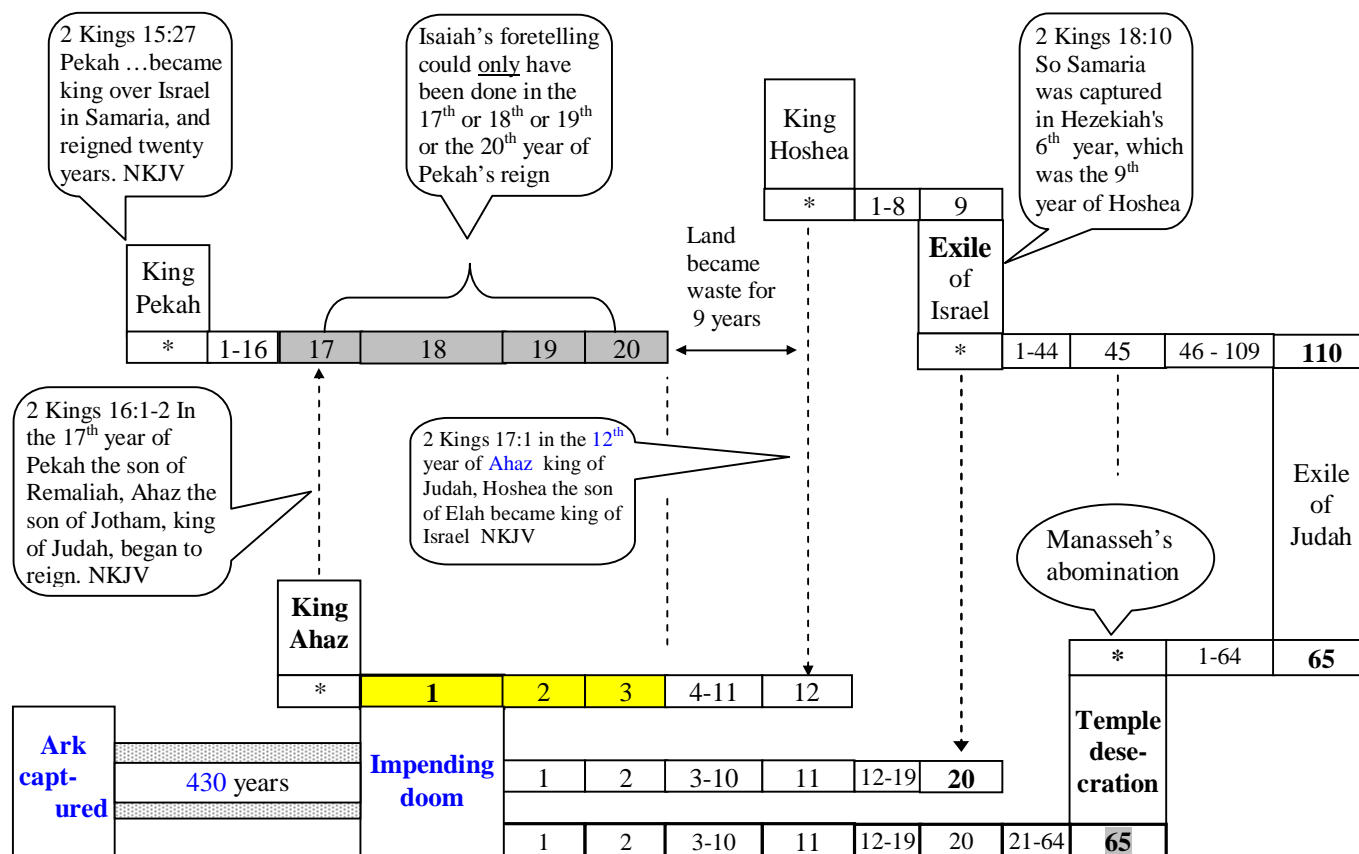 2 Kings 15:27
Pekah …became
king over Israel
in Samaria, and
reigned twenty
years. NKJV
Isaiah’s foretelling
could only have
been done in the
17th or 18th or 19th
or the 20th year of
Pekah’s reign
King
Hoshea
* 1-8 9
2 Kings 18:10
So Samaria
was captured
in Hezekiah's
6th year, which
was the 9th
year of Hoshea
King
Pekah
* 1-16 17 18 19 20
Land
became
waste for
9 years
Exile
of
Israel
* 1-44 45 46 - 109 110
2 Kings 16:1-2 In
the 17th year of
Pekah the son of
Remaliah, Ahaz the
son of Jotham, king
of Judah, began to
reign. NKJV
2 Kings 17:1 in the 12th
year of Ahaz king of
Judah, Hoshea the son
of Elah became king of
Israel NKJV
Exile
of
Judah
Manasseh’s
abomination
King
Ahaz
* 1 2 3 4-11 12
* 1-64 65
Ark
capt-
ured
430 years
Impending
doom
1 2 3-10 11 12-19 20
Temple
dese-
cration
1 2 3-10 11 12-19 20 21-64 65